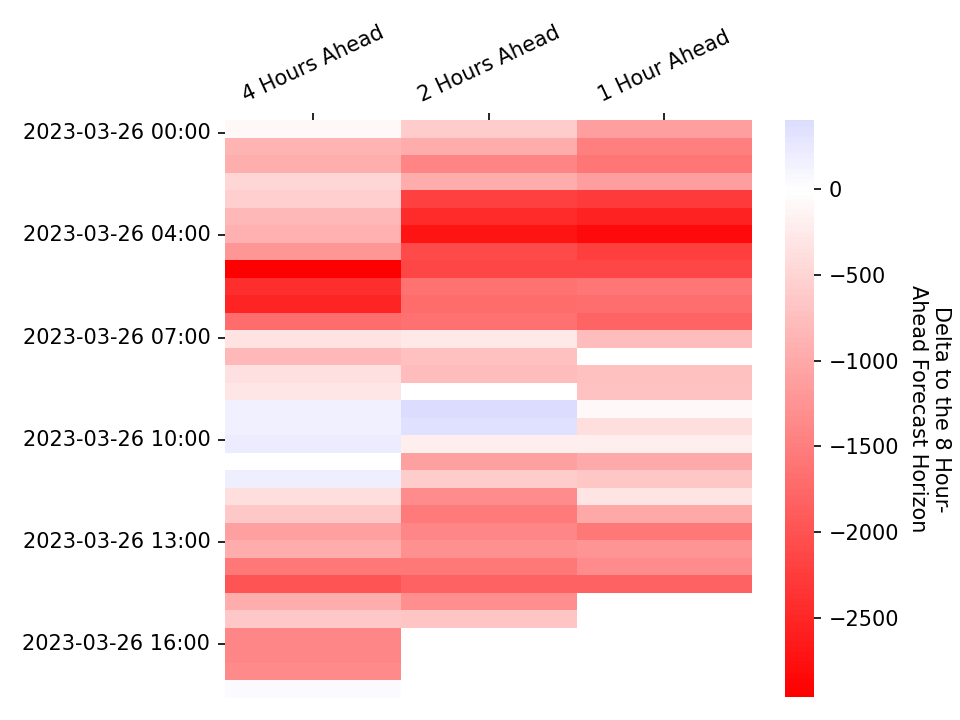 4 Hours Ahead
2 Hours Ahead
1 Hour Ahead
2023-03-26 00:00
2023-03-26 04:00
2023-03-26 07:00
2023-03-26 10:00
2023-03-26 13:00
2023-03-26 16:00
0
−500
−1000
−1500
−2000
−2500
Delta to the 8 Hour-
Ahead Forecast Horizon